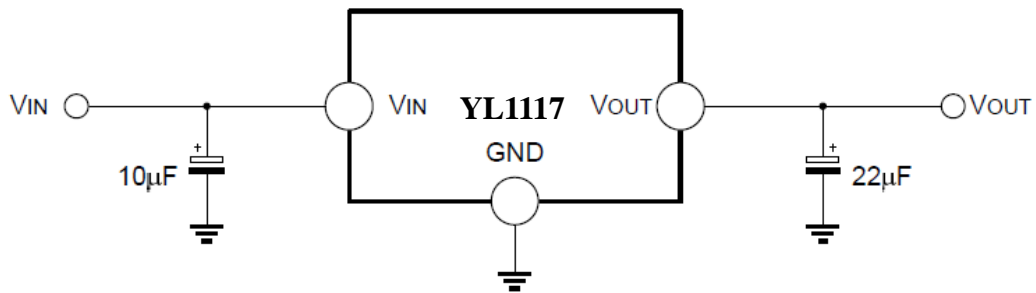 VIN
VIN
YL1117
VOUT
VOUT
GND
10µF
22µF